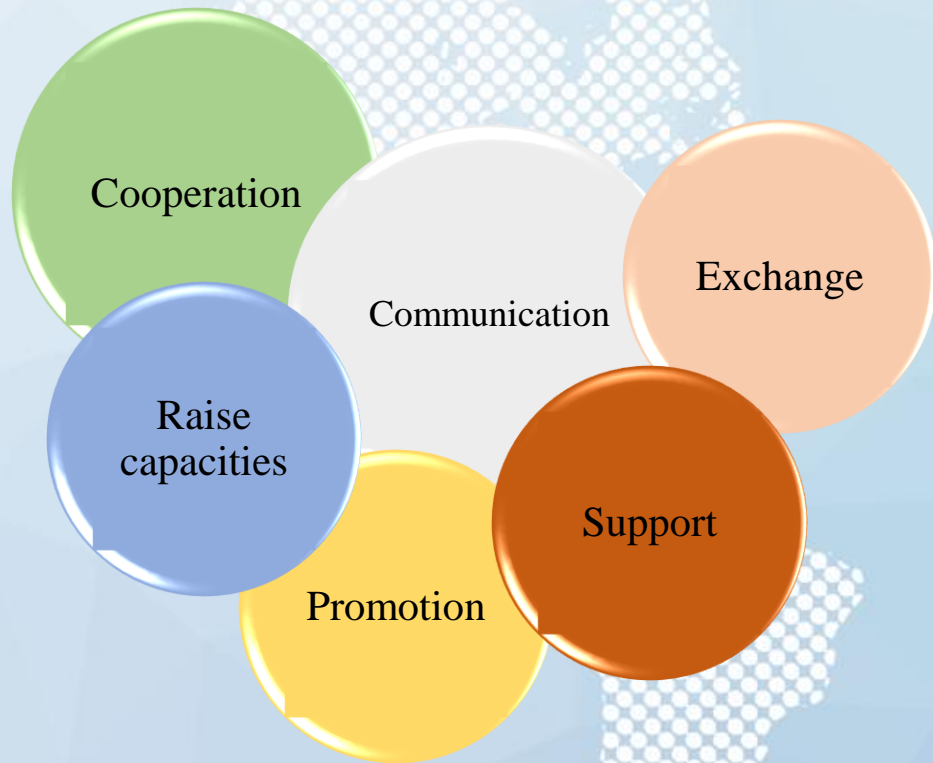 Cooperation
Communication
Exchange
Raise
capacities
Support
Promotion